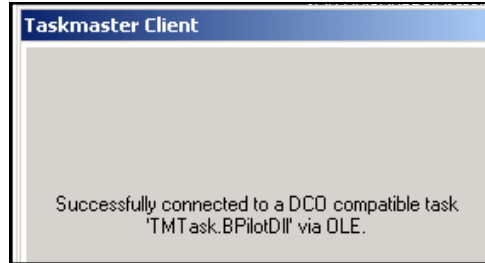 Taskmaster Client
Successfully connected to a DCO compatible task
'TMTask.BPilotDll' via OLE.